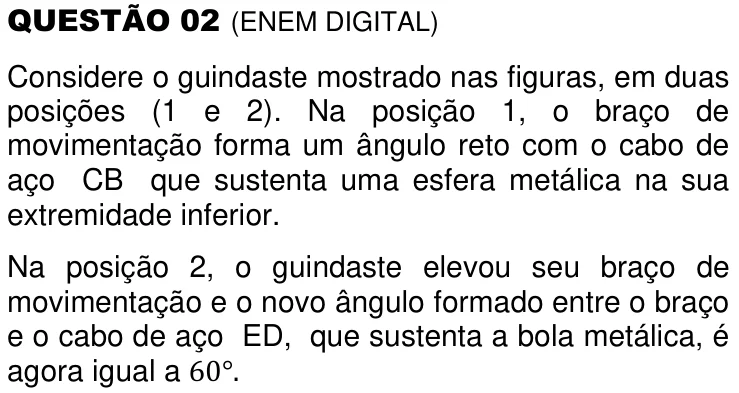 QUESTÃO 02 (ENEM DIGITAL)
Considere o guindaste mostrado nas figuras, em duas
posições (1 e 2). Na posição 1, o braço de
movimentação forma um ângulo reto com o cabo de
aço CB que sustenta uma esfera metálica na sua
extremidade inferior.
Na posição 2, o guindaste elevou seu braço de
movimentação e o novo ângulo formado entre o braço
e o cabo de aço ED, que sustenta a bola metálica, é
agora igual a 60°.